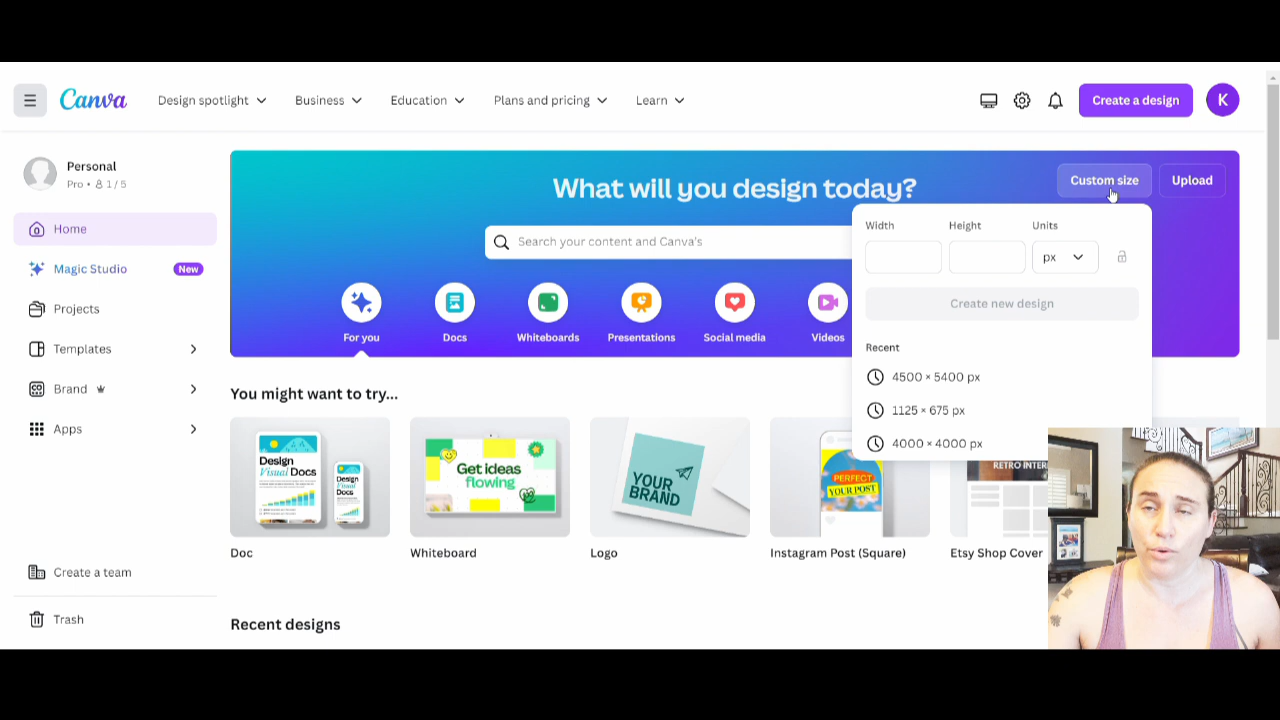 Canva
Design spotlight
Business
Education
Plans and pricing
Learn
Create a design
K
Personal
Pro • 1 / 5
Home
Magic Studio
New
Projects
Templates
Brand
Apps
Create a team
Trash
What will you design today?
Custom size
Upload
Search your content and Canva's
For you
Docs
Whiteboards
Presentations
Social media
Videos
Width
Height
Units
px
Create new design
Recent
4500 × 5400 px
1125 × 675 px
4000 × 4000 px
You might want to try...
Design
Visual Docs
Design
Visual Docs
Get ideas
flowing
YOUR
BRAND
PERFECT
YOUR POST
RETRO INTER
Doc
Whiteboard
Logo
Instagram Post (Square)
Etsy Shop Cover
Recent designs